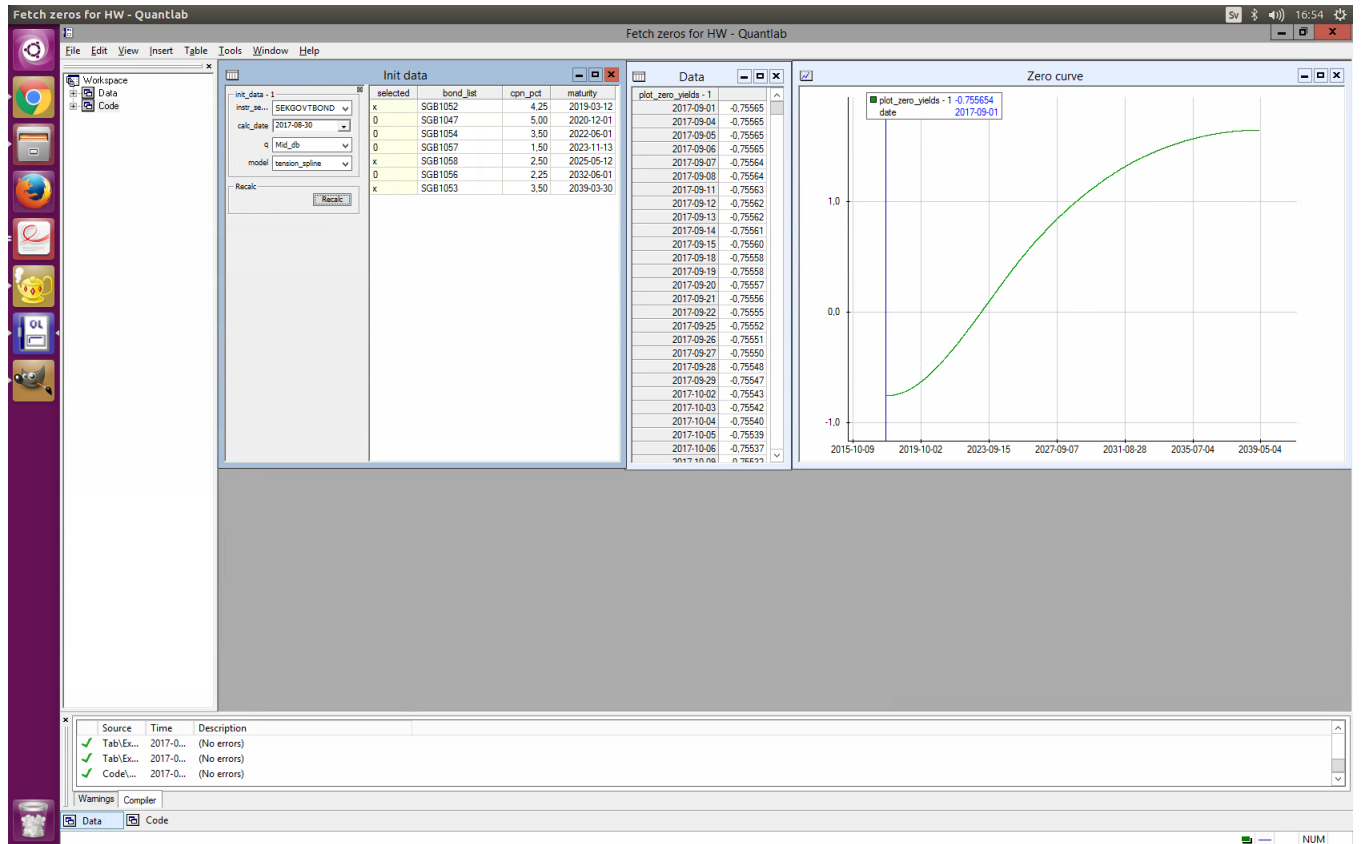 Fetch zeros for HW - Quantlab
Sv 16:54
Fetch zeros for HW - Quantlab
File Edit View Insert Table Tools Window Help
Workspace
Data
Code
Init data
init_data - 1
instr_se... SEKGOVTBOND
calc_date 2017-08-30
q Mid_db
model tension_spline
Recalc
Recalc
selected bond_list cpn_pct maturity
x SGB1052 4,25 2019-03-12
0 SGB1047 5,00 2020-12-01
0 SGB1054 3,50 2022-06-01
0 SGB1057 1,50 2023-11-13
x SGB1058 2,50 2025-05-12
0 SGB1056 2,25 2032-06-01
x SGB1053 3,50 2039-03-30
Data
plot_zero_yields - 1
2017-09-01 -0,75565
2017-09-04 -0,75565
2017-09-05 -0,75565
2017-09-06 -0,75565
2017-09-07 -0,75564
2017-09-08 -0,75564
2017-09-11 -0,75563
2017-09-12 -0,75562
2017-09-13 -0,75562
2017-09-14 -0,75561
2017-09-15 -0,75560
2017-09-18 -0,75558
2017-09-19 -0,75558
2017-09-20 -0,75557
2017-09-21 -0,75556
2017-09-22 -0,75555
2017-09-25 -0,75552
2017-09-26 -0,75551
2017-09-27 -0,75550
2017-09-28 -0,75548
2017-09-29 -0,75547
2017-10-02 -0,75543
2017-10-03 -0,75542
2017-10-04 -0,75540
2017-10-05 -0,75539
2017-10-06 -0,75537
2017-10-09 -0,75532
Zero curve
plot_zero_yields - 1 -0.755654
date 2017-09-01
1.0
0.0
-1.0
2015-10-09 2019-10-02 2023-09-15 2027-09-07 2031-08-28 2035-07-04 2039-05-04
QL
Source Time Description
Tab\Ex... 2017-0... (No errors)
Tab\Ex... 2017-0... (No errors)
Code\... 2017-0... (No errors)
Warnings Compiler
Data Code
NUM